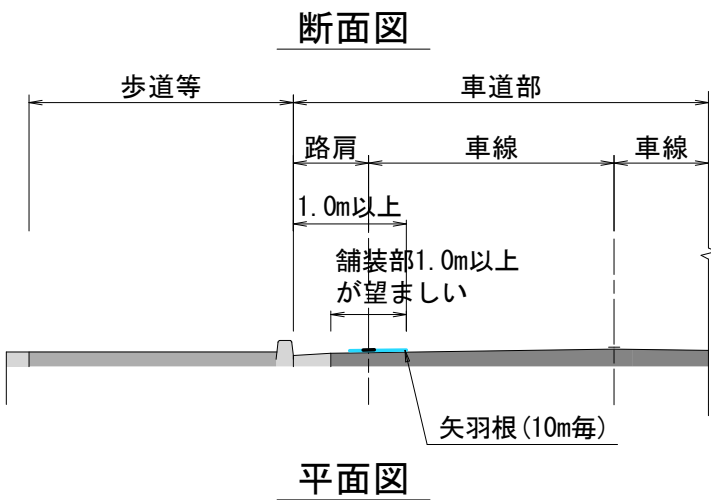 断面図
歩道等
車道部
路肩
車線
車線
1.0m以上
舗装部1.0m以上
が望ましい
矢羽根(10m毎)
平面図